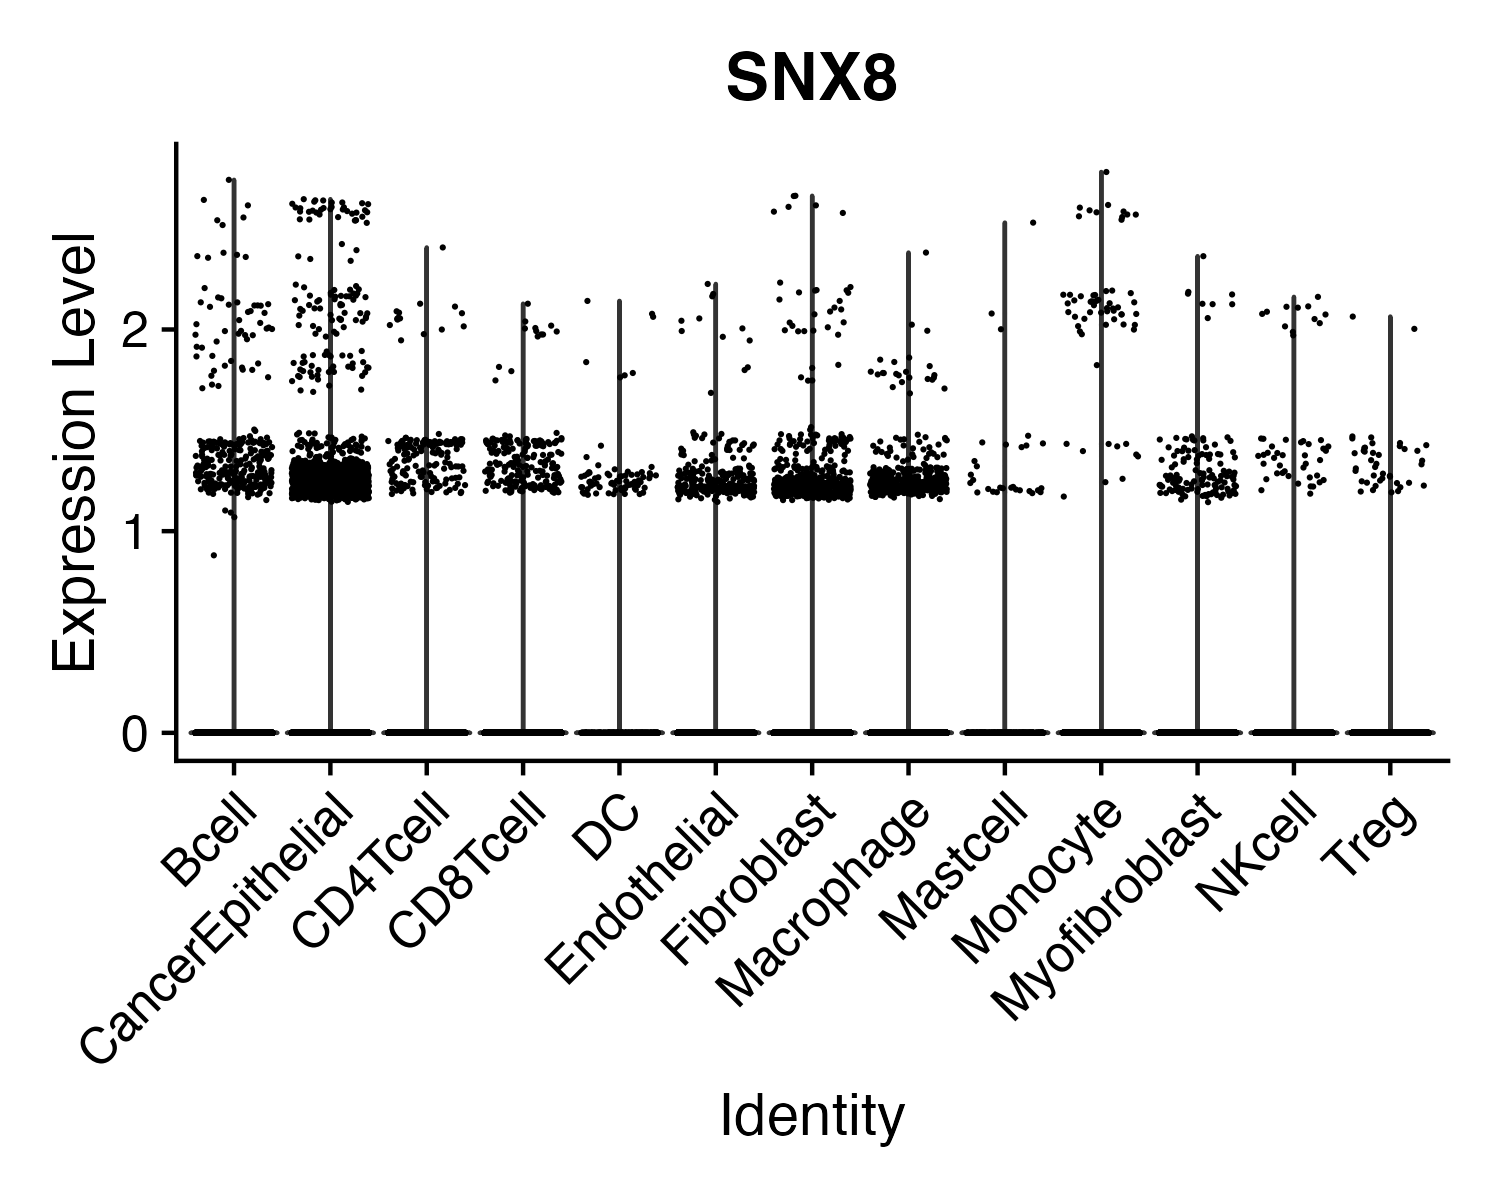 SNX8
Expression Level
2
1
0
Bcell
CancerEpithelial
CD4Tcell
CD8Tcell
DC
Endothelial
Fibroblast
Macrophage
Mastcell
Monocyte
Myofibroblast
NKcell
Treg
Identity